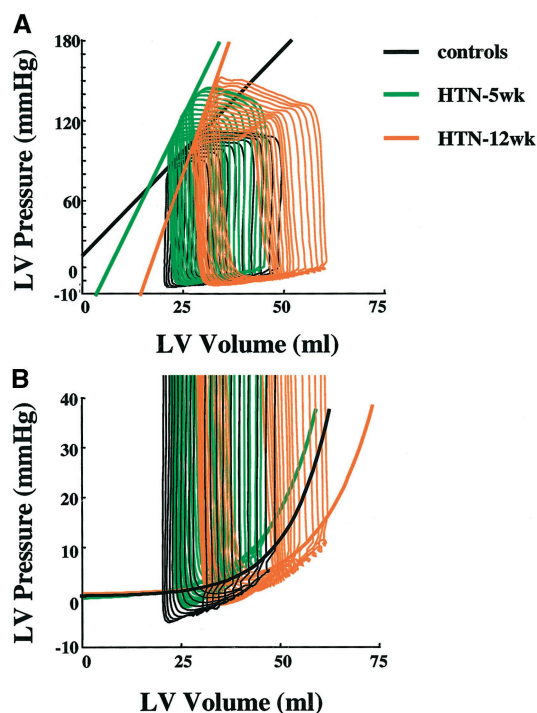 A
180
120
60
0
-10
LV Pressure (mmHg)
0
25
50
75
LV Volume (ml)
controls
HTN-5wk
HTN-12wk
B
40
30
20
10
0
-10
LV Pressure (mmHg)
0
25
50
75
LV Volume (ml)